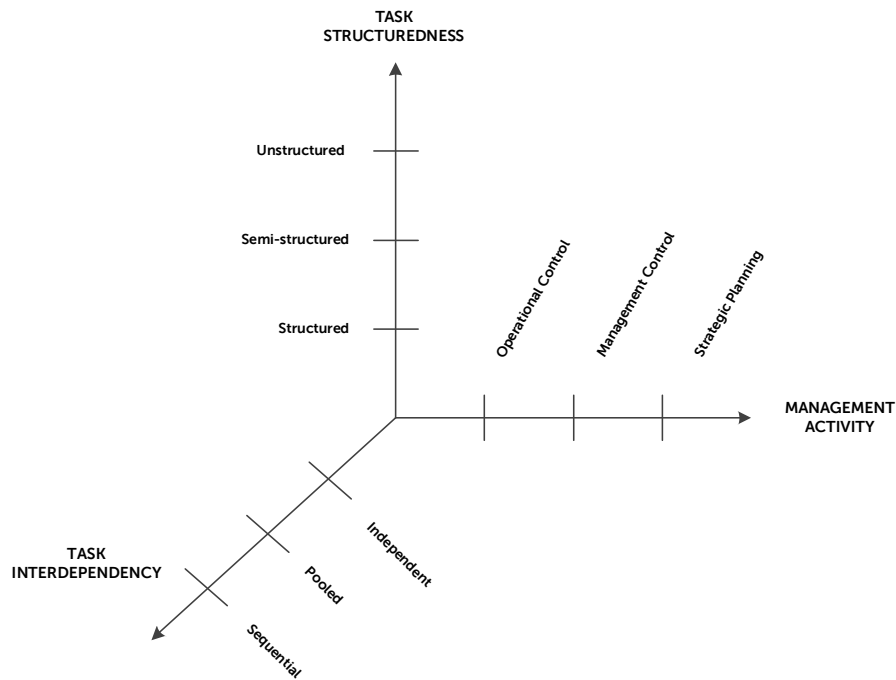 TASK
STRUCTUREDNESS
Unstructured
Semi-structured
Structured
Operational Control
Management Control
Strategic Planning
MANAGEMENT
ACTIVITY
Independent
Pooled
Sequential
TASK
INTERDEPENDENCY